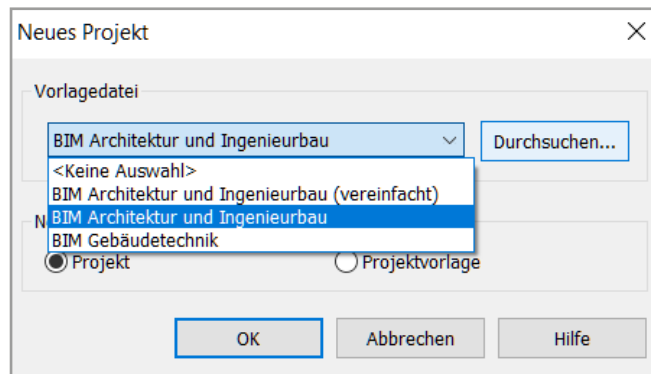 Neues Projekt
Vorlagedatei
BIM Architektur und Ingenieurbau
Durchsuchen...
<Keine Auswahl>
BIM Architektur und Ingenieurbau (vereinfacht)
BIM Architektur und Ingenieurbau
BIM Gebäudetechnik
Projekt
Projektvorlage
OK
Abbrechen
Hilfe